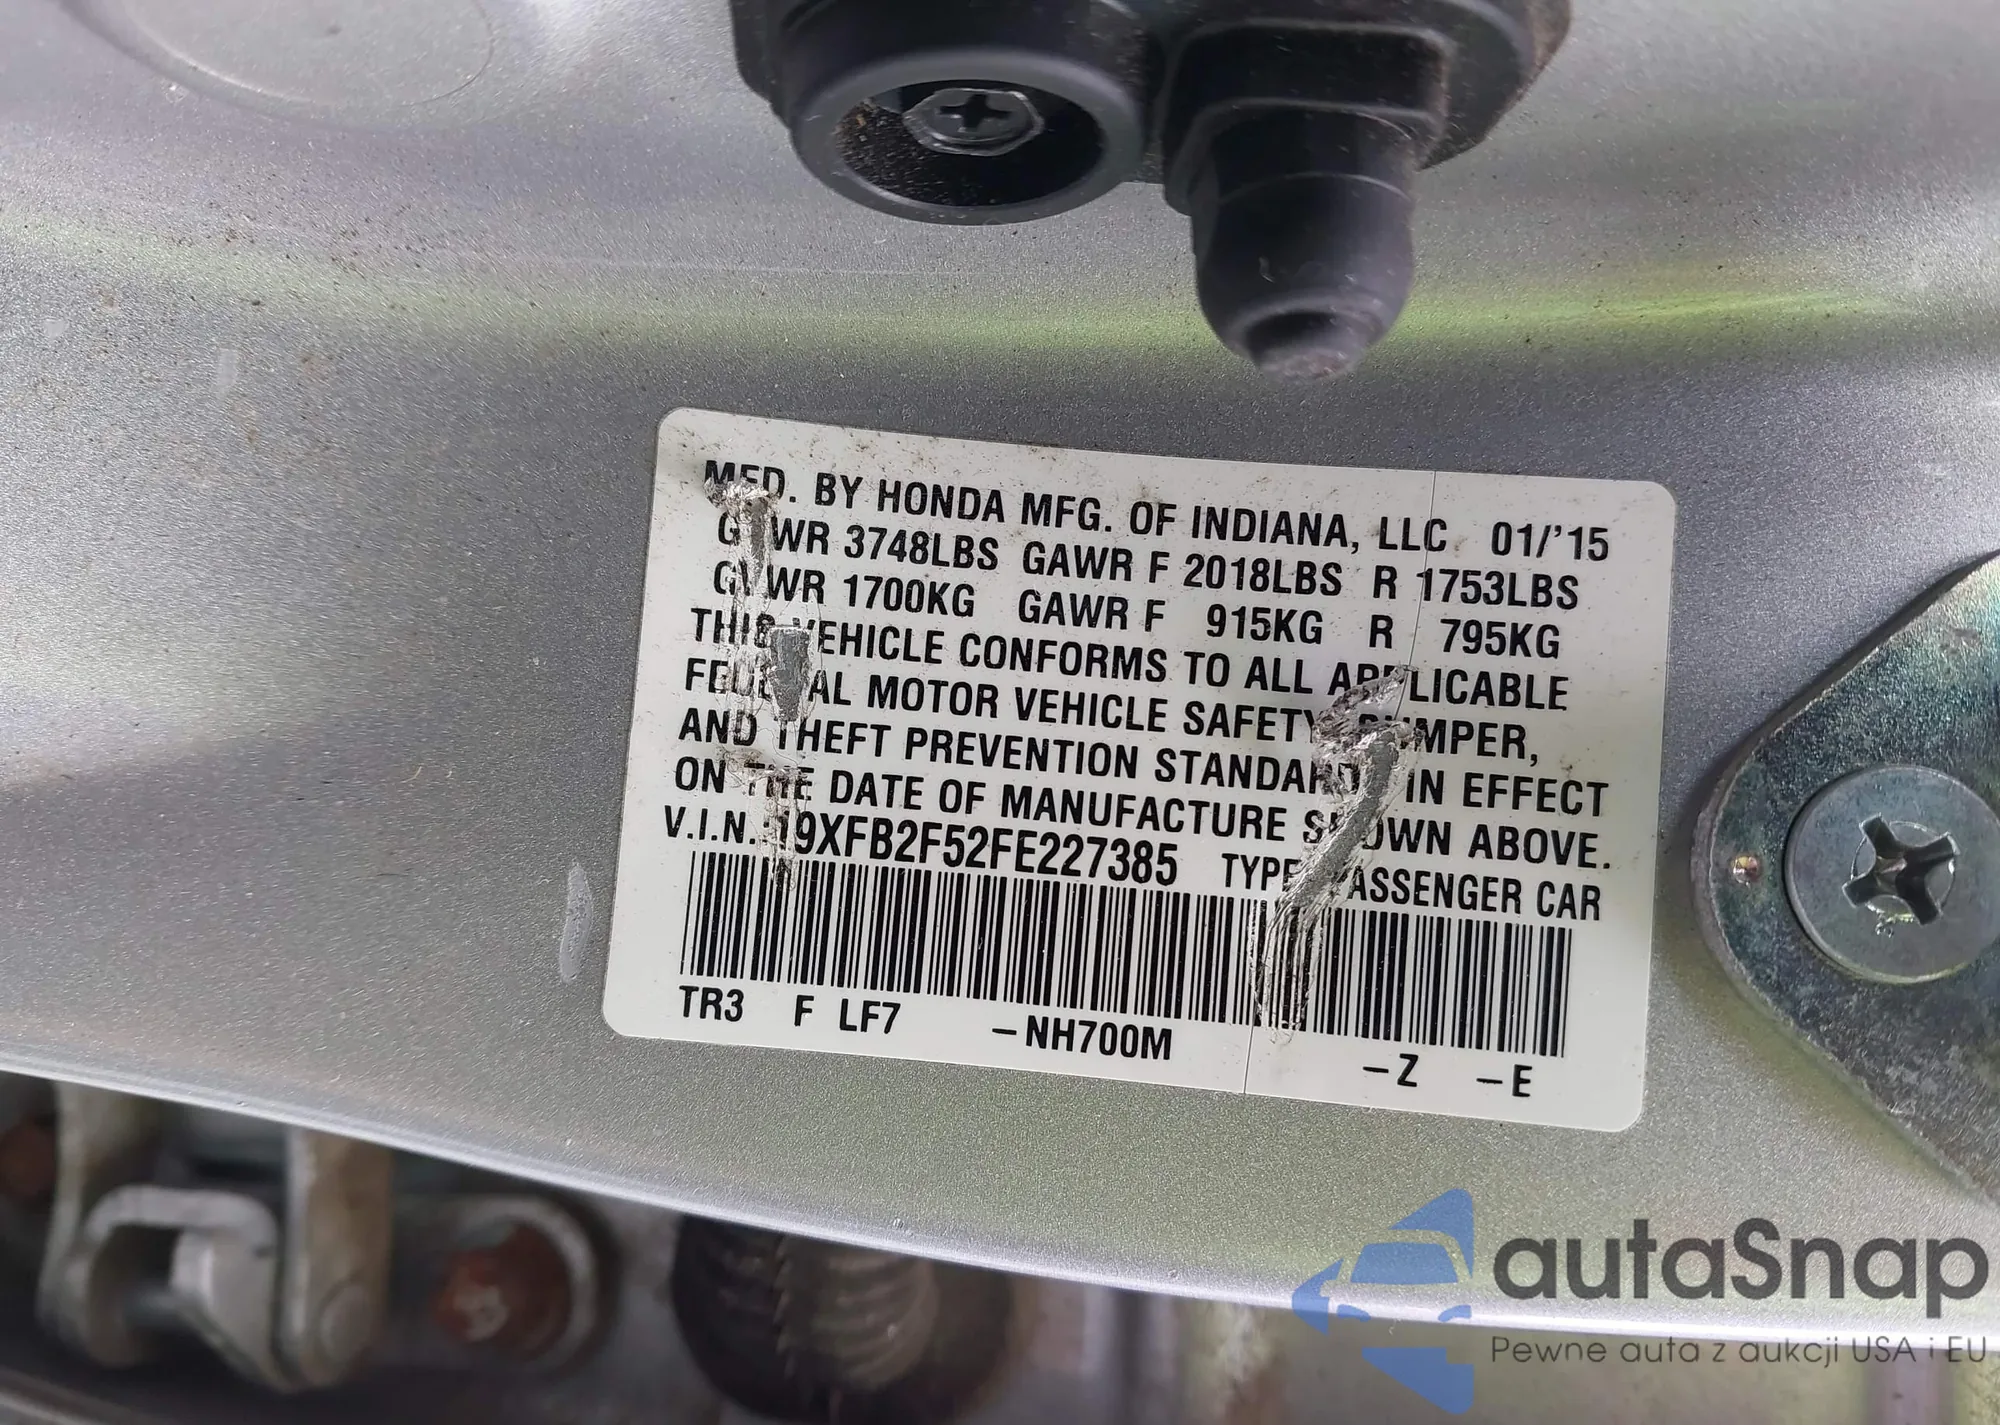 MFD. BY HONDA MFG. OF INDIANA, LLC 01/'15
GVWR 3748LBS GAWR F 2018LBS R 1753LBS
GVWR 1700KG GAWR F 915KG R 795KG
THIS VEHICLE CONFORMS TO ALL APPLICABLE
FEDERAL MOTOR VEHICLE SAFETY, BUMPER,
AND THEFT PREVENTION STANDARDS IN EFFECT
ON THE DATE OF MANUFACTURE SHOWN ABOVE.
V.I.N.:19XFB2F52FE227385 TYPE:PASSENGER CAR
TR3 F LF7 -NH700M -Z -E
autaSnap
Pewne auta z aukcji USA i EU